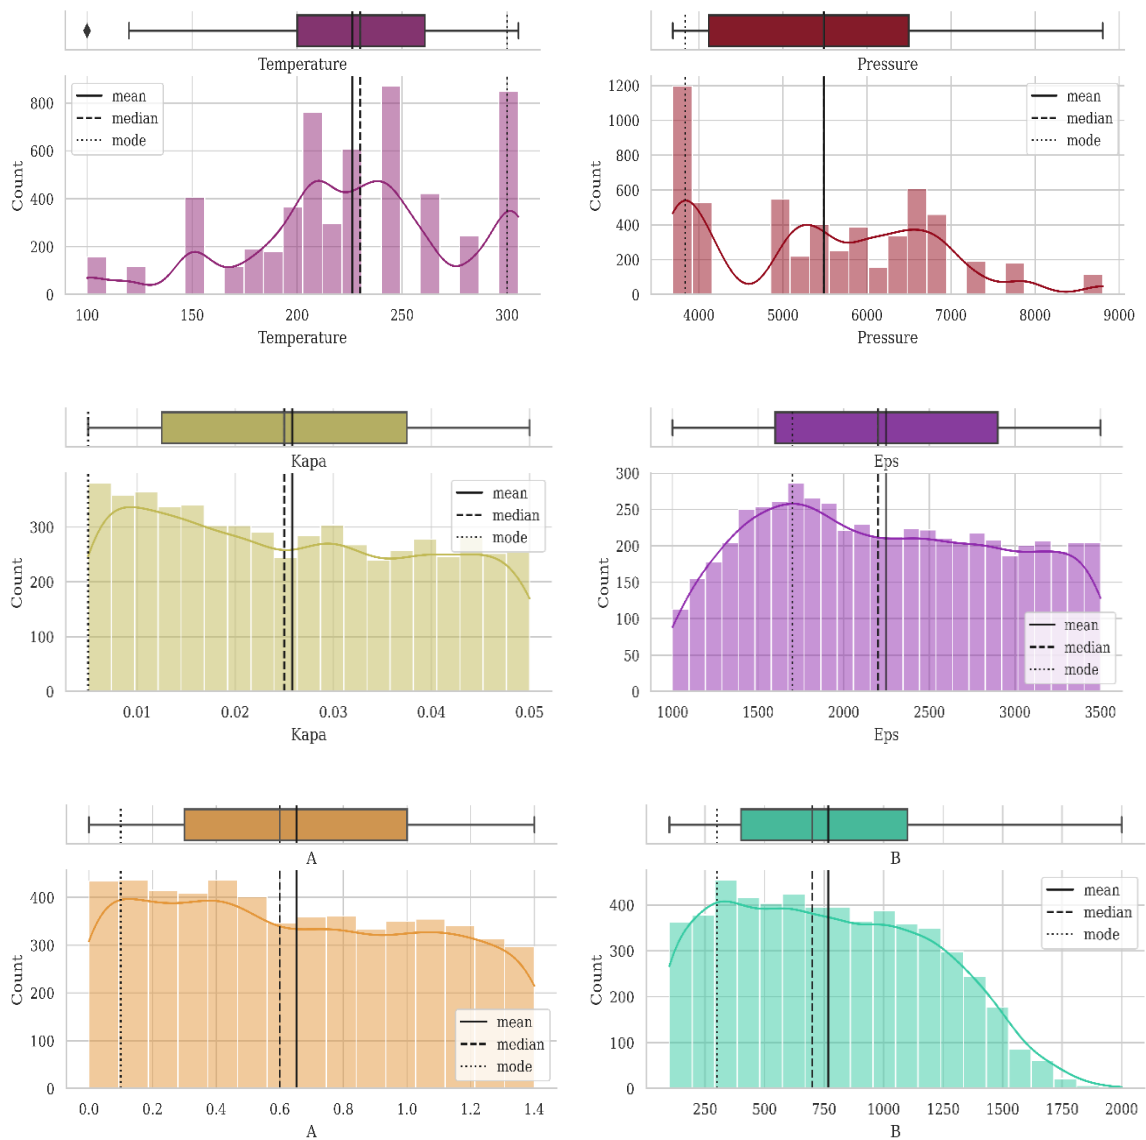 Temperature
mean
median
mode
Count
800
600
400
200
0
100 150 200 250 300
Temperature
Pressure
mean
median
mode
Count
1200
1000
800
600
400
200
0
4000 5000 6000 7000 8000 9000
Pressure
Kapa
mean
median
mode
Count
300
200
100
0
0.01 0.02 0.03 0.04 0.05
Kapa
Eps
mean
median
mode
Count
300
250
200
150
100
50
0
1000 1500 2000 2500 3000 3500
Eps
A
mean
median
mode
Count
400
300
200
100
0
0.0 0.2 0.4 0.6 0.8 1.0 1.2 1.4
A
B
mean
median
mode
Count
400
300
200
100
0
250 500 750 1000 1250 1500 1750 2000
B